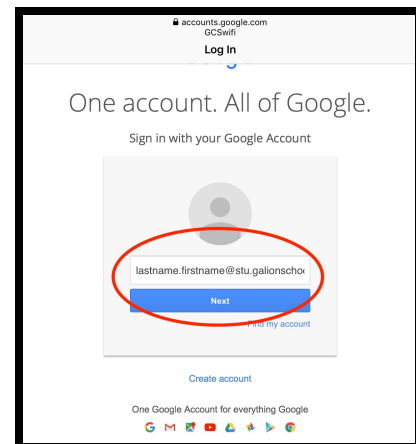 accounts.google.com
GCSwifi
Log In
One account. All of Google.
Sign in with your Google Account
lastname.firstname@stu.galionschoo
Next
Find my account
Create account
One Google Account for everything Google